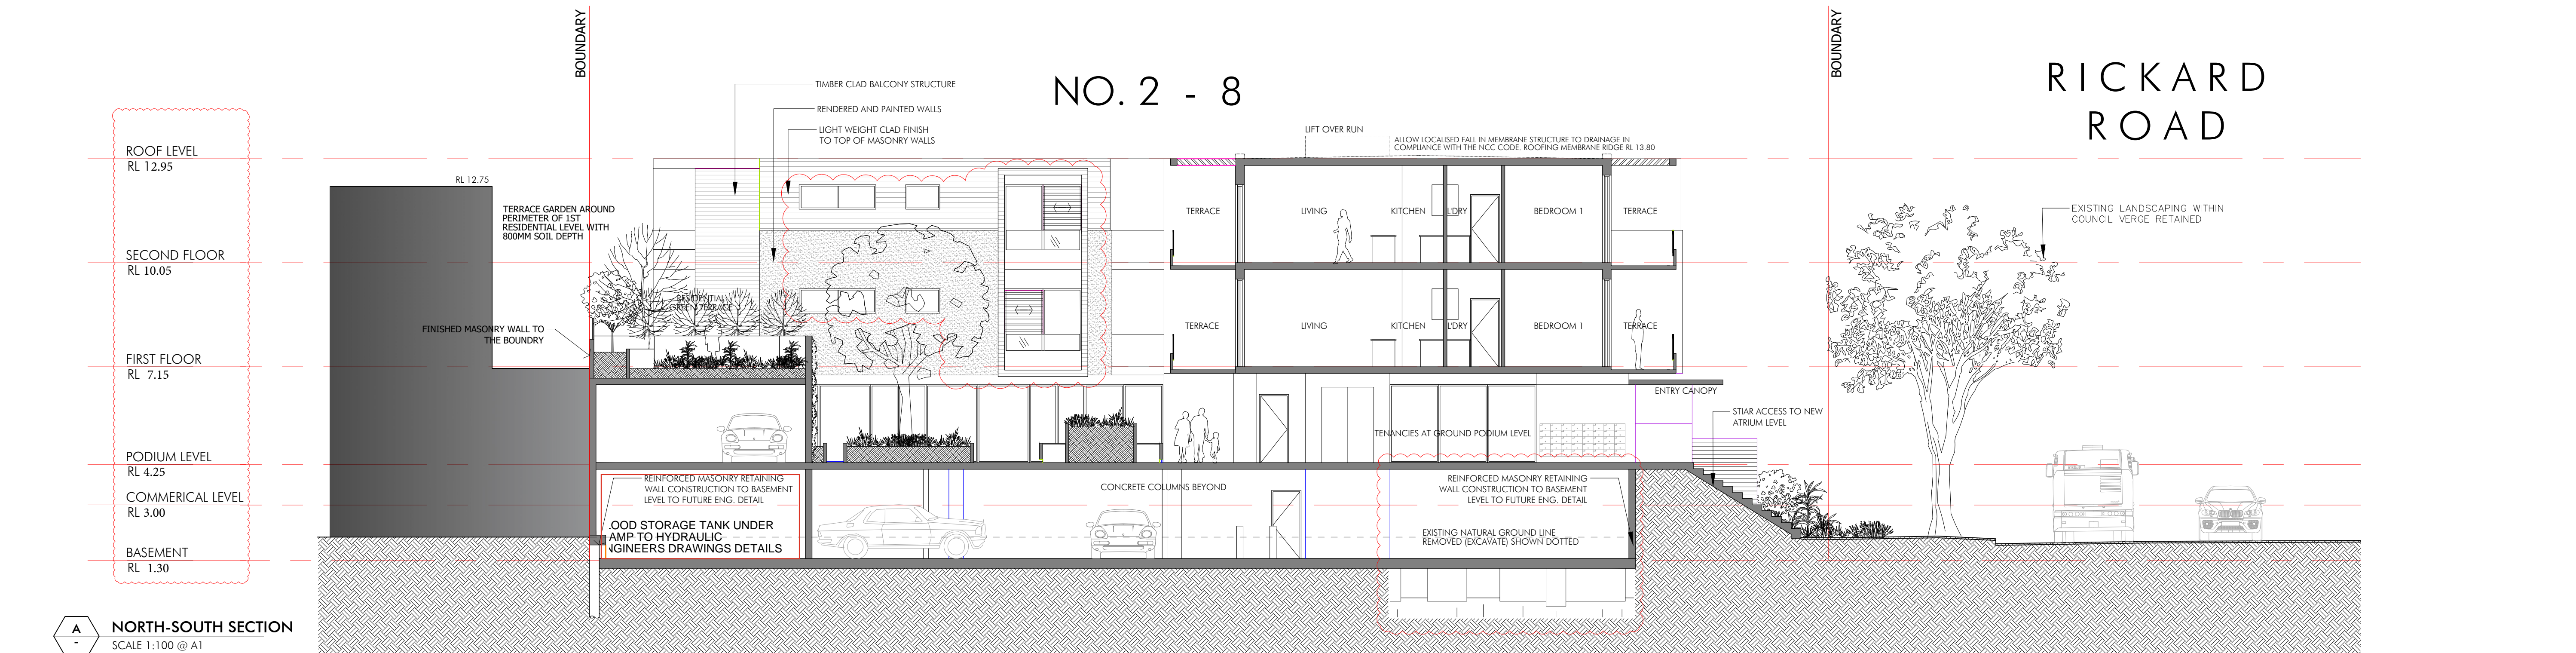 BOUNDARY
BOUNDARY
NO. 2 - 8
RICKARD
ROAD
TIMBER CLAD BALCONY STRUCTURE
RENDERED AND PAINTED WALLS
LIGHT WEIGHT CLAD FINISH
TO TOP OF MASONRY WALLS
LIFT OVER RUN
ALLOW LOCALISED FALL IN MEMBRANE STRUCTURE TO DRAINAGE IN
COMPLIANCE WITH THE NCC CODE. ROOFING MEMBRANE RIDGE RL 13.80
ROOF LEVEL
RL 12.95
RL 12.75
TERRACE GARDEN AROUND
PERIMETER OF 1ST
RESIDENTIAL LEVEL WITH
800MM SOIL DEPTH
TERRACE
LIVING
KITCHEN
L'DRY
BEDROOM 1
TERRACE
EXISTING LANDSCAPING WITHIN
COUNCIL VERGE RETAINED
SECOND FLOOR
RL 10.05
RESIDENTIAL
GREEN TERRACE
FINISHED MASONRY WALL TO
THE BOUNDRY
TERRACE
LIVING
KITCHEN
L'DRY
BEDROOM 1
TERRACE
FIRST FLOOR
RL 7.15
ENTRY CANOPY
STIAR ACCESS TO NEW
ATRIUM LEVEL
TENANCIES AT GROUND PODIUM LEVEL
PODIUM LEVEL
RL 4.25
REINFORCED MASONRY RETAINING
WALL CONSTRUCTION TO BASEMENT
LEVEL TO FUTURE ENG. DETAIL
CONCRETE COLUMNS BEYOND
REINFORCED MASONRY RETAINING
WALL CONSTRUCTION TO BASEMENT
LEVEL TO FUTURE ENG. DETAIL
COMMERICAL LEVEL
RL 3.00
.OOD STORAGE TANK UNDER
AMP TO HYDRAULIC
NGINEERS DRAWINGS DETAILS
EXISTING NATURAL GROUND LINE
REMOVED (EXCAVATE) SHOWN DOTTED
BASEMENT
RL 1.30
A
-
NORTH-SOUTH SECTION
SCALE 1:100 @ A1